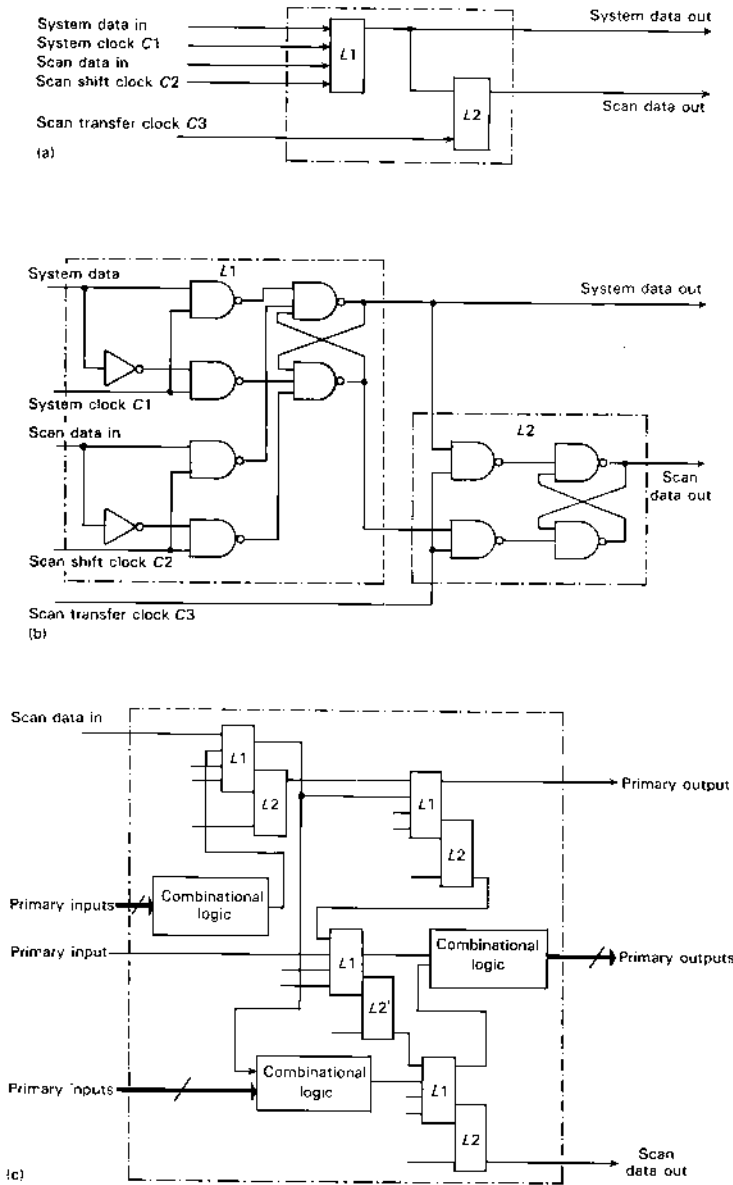 System data in
System clock C1
Scan data in
Scan shift clock C2
Scan transfer clock C3
L1
L2
System data out
Scan data out
(a)
System data
L1
System clock C1
Scan data in
Scan shift clock C2
Scan transfer clock C3
System data out
L2
Scan
data out
(b)
Scan data in
L1
L2
L1
L2
Primary output
Primary inputs
Combinational
logic
Primary input
L1
L2'
Combinational
logic
Primary outputs
Primary inputs
Combinational
logic
L1
L2
Scan
data out
(c)